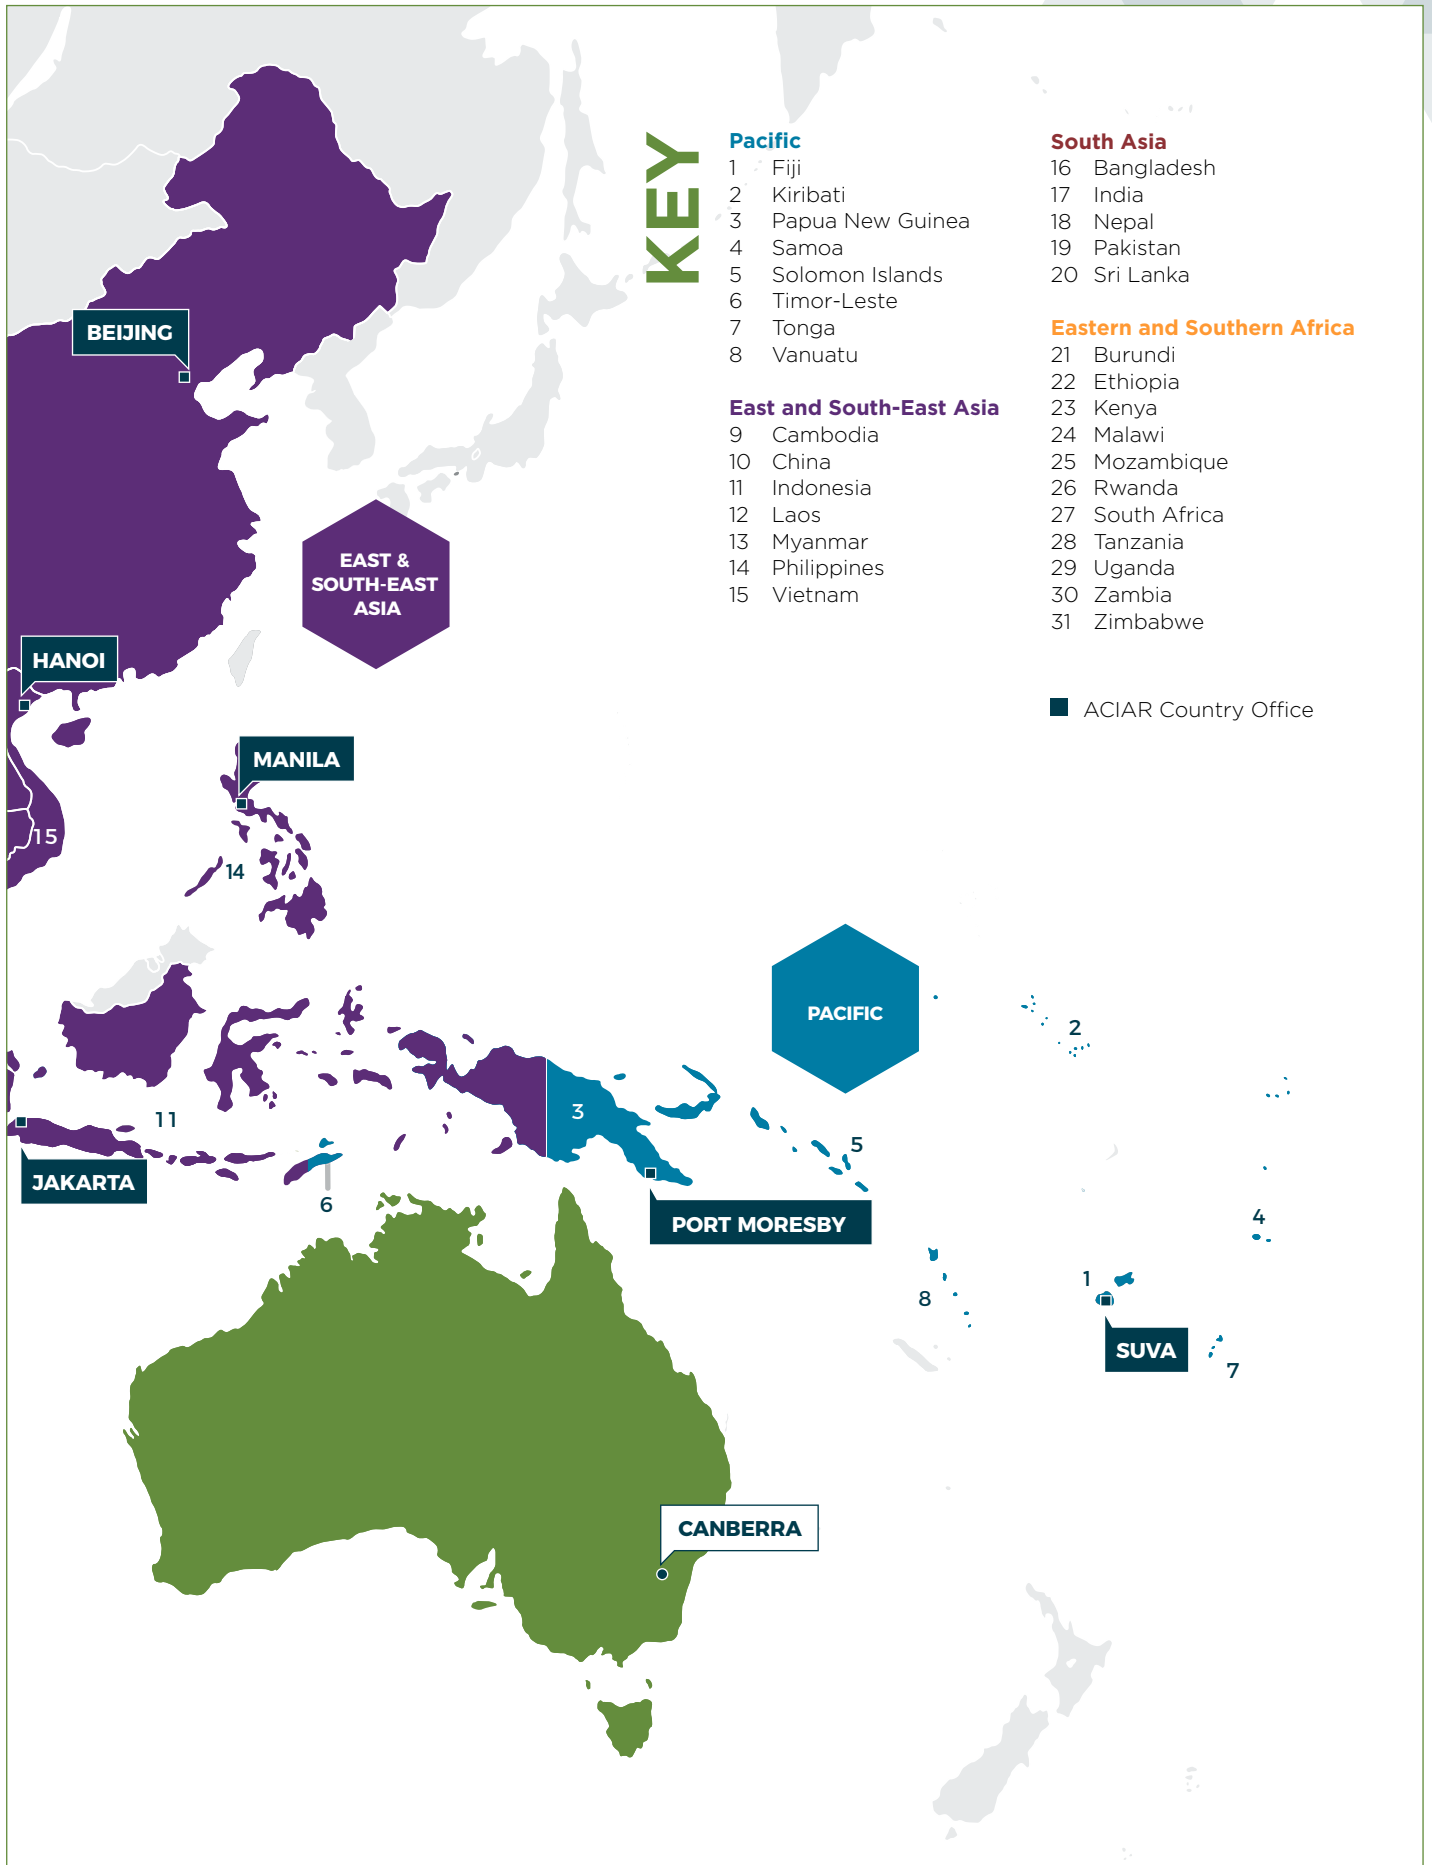 KEY
Pacific
1 Fiji
2 Kiribati
3 Papua New Guinea
4 Samoa
5 Solomon Islands
6 Timor-Leste
7 Tonga
8 Vanuatu
East and South-East Asia
9 Cambodia
10 China
11 Indonesia
12 Laos
13 Myanmar
14 Philippines
15 Vietnam
South Asia
16 Bangladesh
17 India
18 Nepal
19 Pakistan
20 Sri Lanka
Eastern and Southern Africa
21 Burundi
22 Ethiopia
23 Kenya
24 Malawi
25 Mozambique
26 Rwanda
27 South Africa
28 Tanzania
29 Uganda
30 Zambia
31 Zimbabwe
ACIAR Country Office
BEIJING
EAST &
SOUTH-EAST
ASIA
HANOI
MANILA
15
14
PACIFIC
2
11
3
5
JAKARTA
6
PORT MORESBY
4
1
8
SUVA
7
CANBERRA